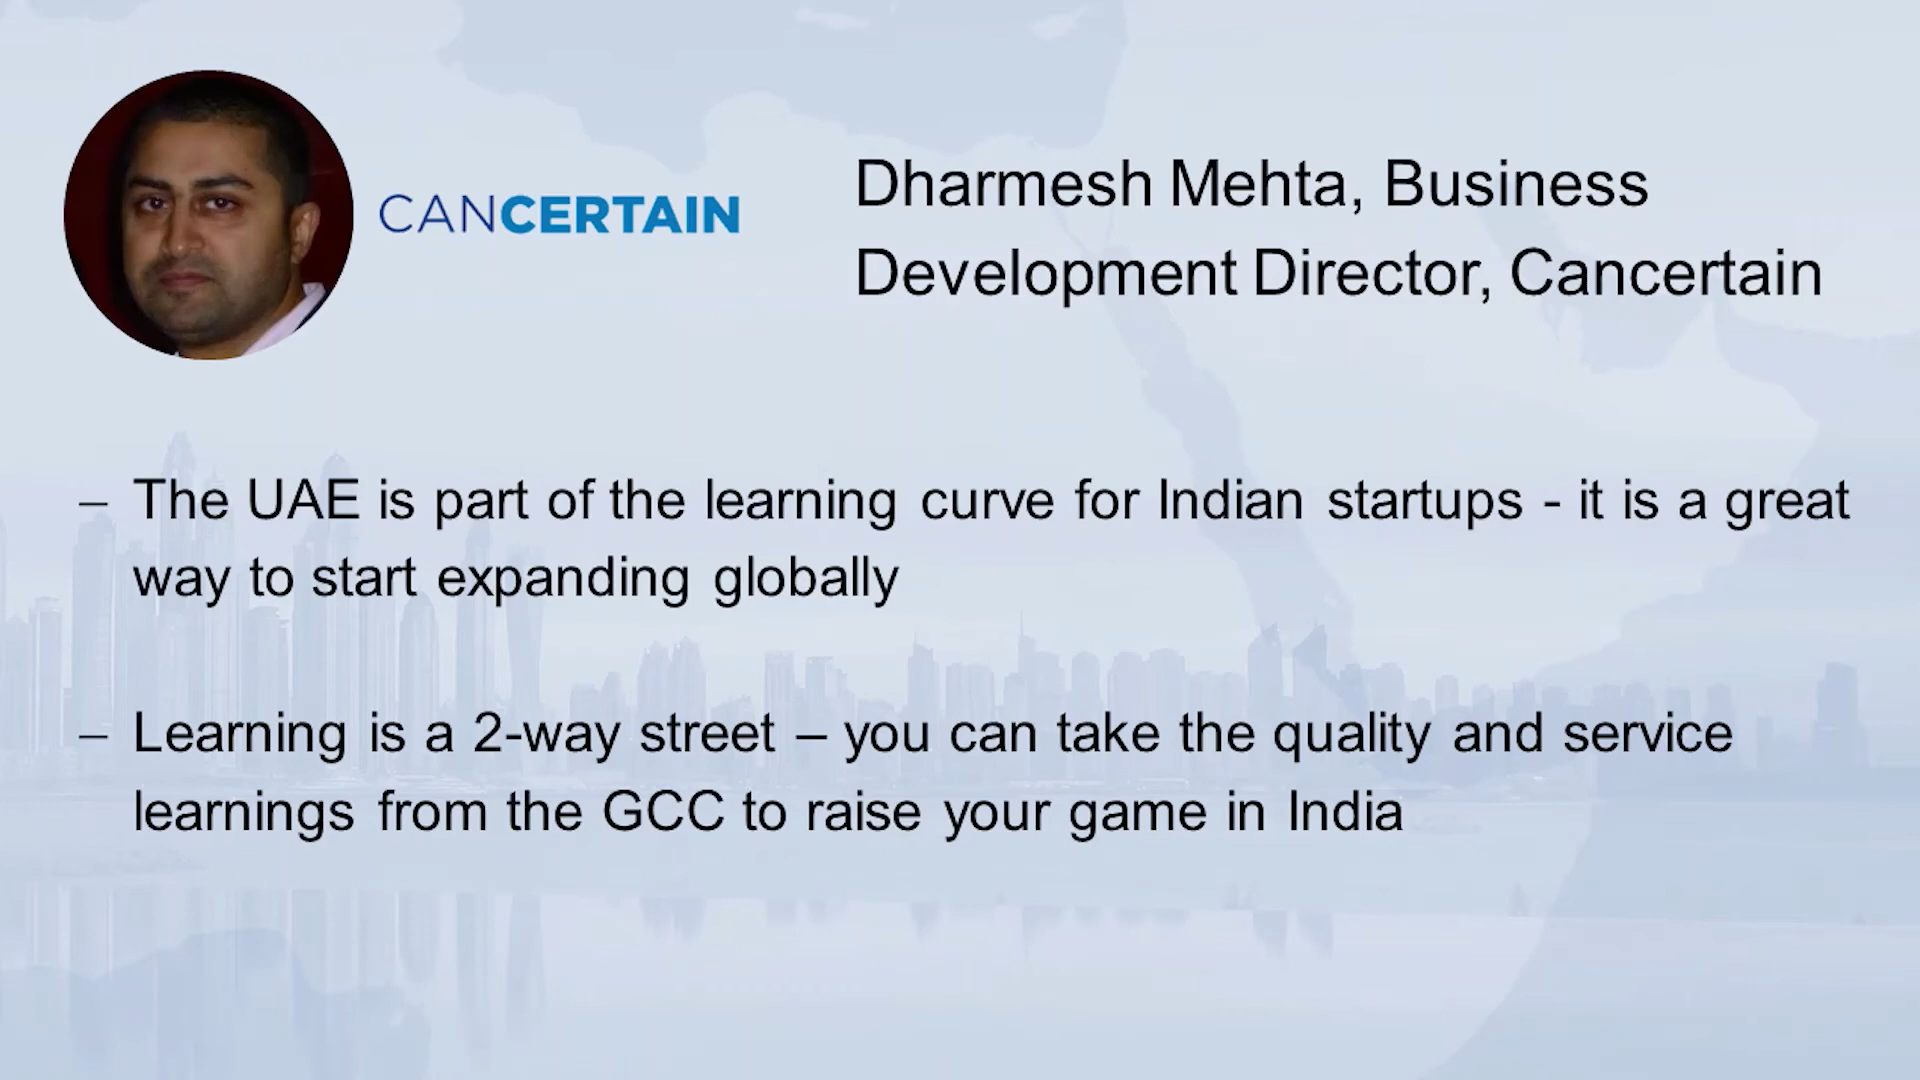 CANCERTAIN
Dharmesh Mehta, Business
Development Director, Cancertain
– The UAE is part of the learning curve for Indian startups - it is a great
way to start expanding globally
– Learning is a 2-way street – you can take the quality and service
learnings from the GCC to raise your game in India